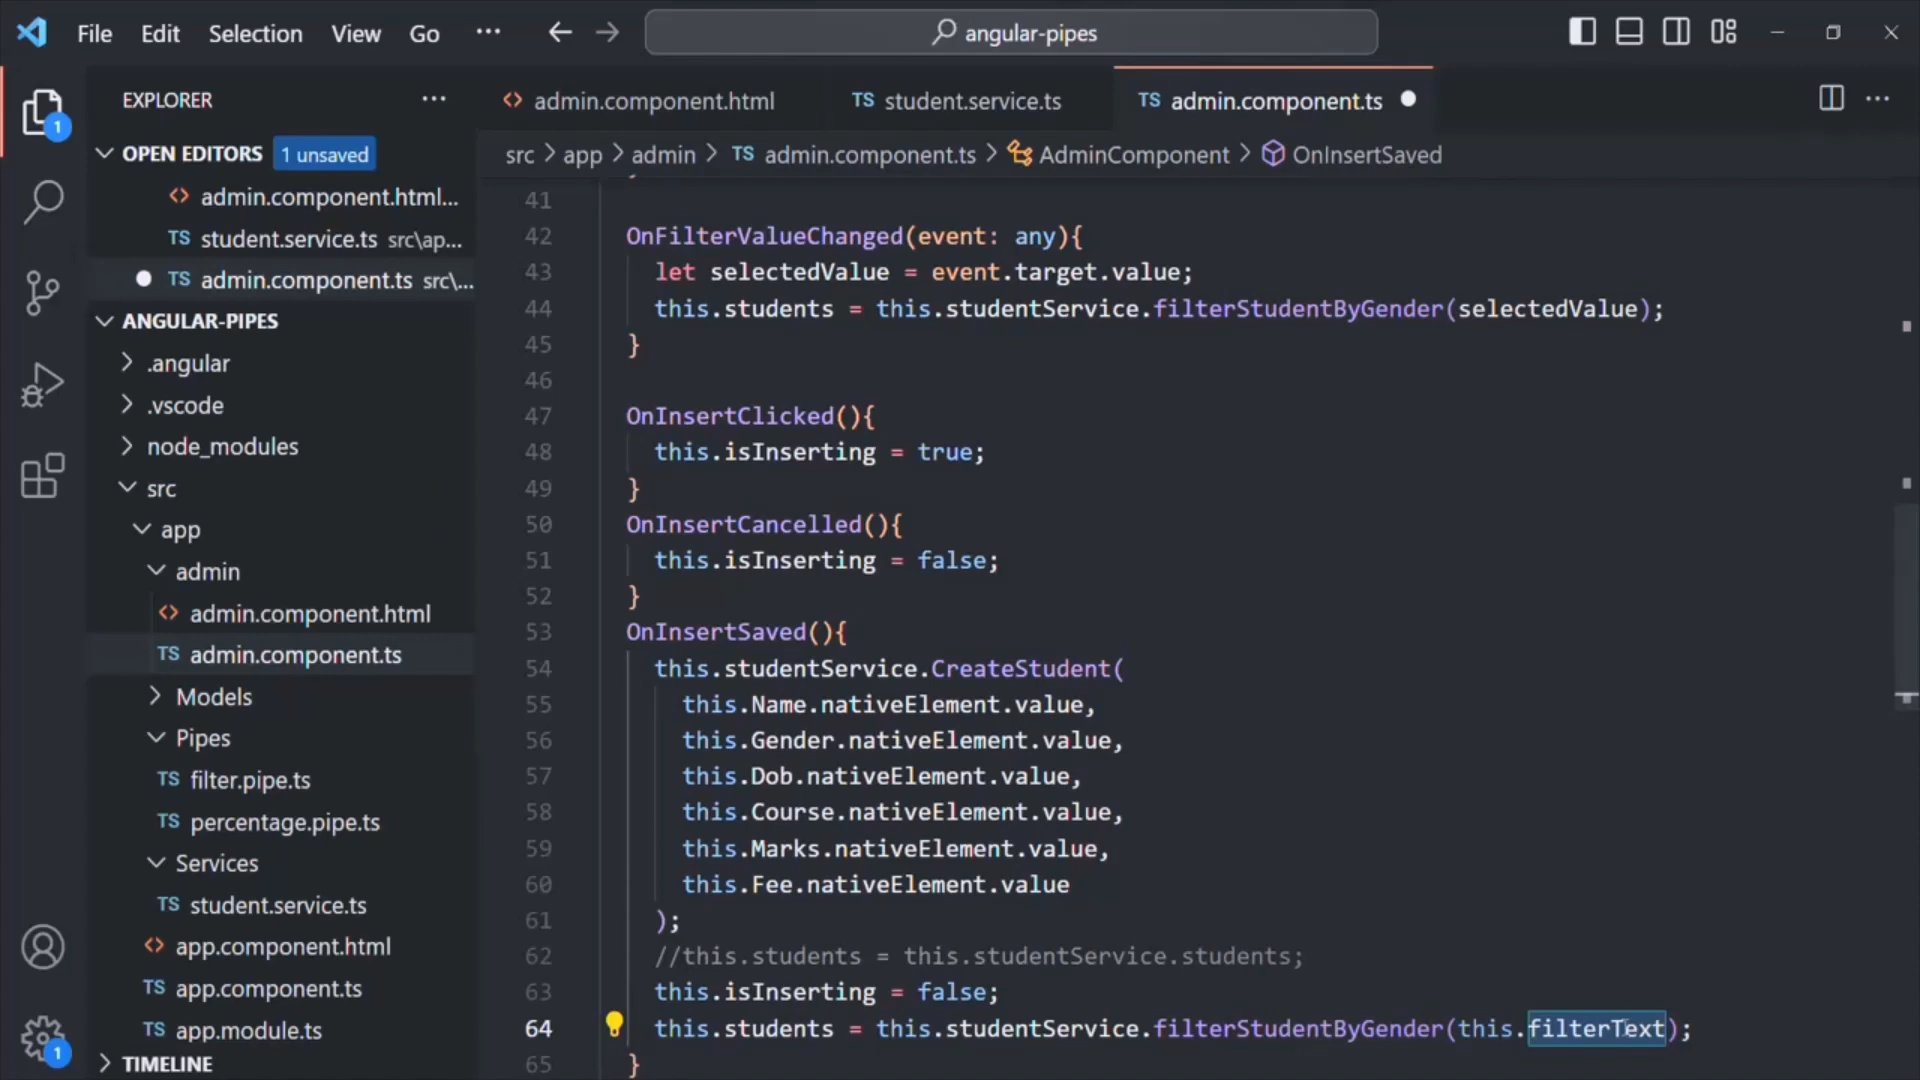 File Edit Selection View Go ··· angular-pipes
EXPLORER ···
OPEN EDITORS 1 unsaved
<> admin.component.html...
TS student.service.ts src\ap...
TS admin.component.ts src\...
ANGULAR-PIPES
.angular
.vscode
node_modules
src
app
admin
<> admin.component.html
TS admin.component.ts
Models
Pipes
TS filter.pipe.ts
TS percentage.pipe.ts
Services
TS student.service.ts
<> app.component.html
TS app.component.ts
TS app.module.ts
TIMELINE
1
1
<> admin.component.html TS student.service.ts TS admin.component.ts
src > app > admin > TS admin.component.ts > AdminComponent > OnInsertSaved
41
42 OnFilterValueChanged(event: any){
43 let selectedValue = event.target.value;
44 this.students = this.studentService.filterStudentByGender(selectedValue);
45 }
46
47 OnInsertClicked(){
48 this.isInserting = true;
49 }
50 OnInsertCancelled(){
51 this.isInserting = false;
52 }
53 OnInsertSaved(){
54 this.studentService.CreateStudent(
55 this.Name.nativeElement.value,
56 this.Gender.nativeElement.value,
57 this.Dob.nativeElement.value,
58 this.Course.nativeElement.value,
59 this.Marks.nativeElement.value,
60 this.Fee.nativeElement.value
61 );
62 //this.students = this.studentService.students;
63 this.isInserting = false;
64 this.students = this.studentService.filterStudentByGender(this.filterText);
65 }